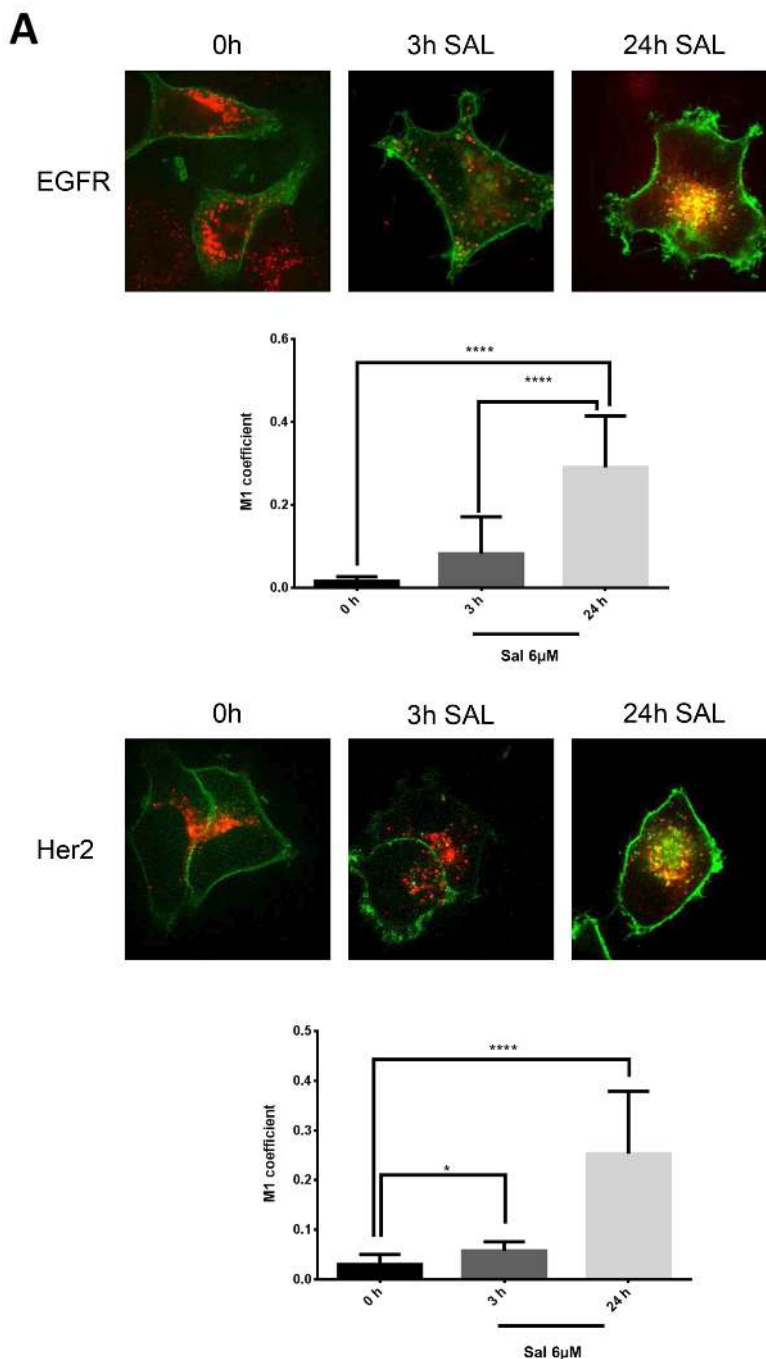 A
0h 3h SAL 24h SAL
EGFR
0.6
****
****
0.4
M1 coefficient
0.2
0.0
0 h 3 h 24 h
Sal 6µM
0h 3h SAL 24h SAL
Her2
0.5
****
0.4
0.3
M1 coefficient
0.2
*
0.1
0.0
0 h 3 h 24 h
Sal 6µM